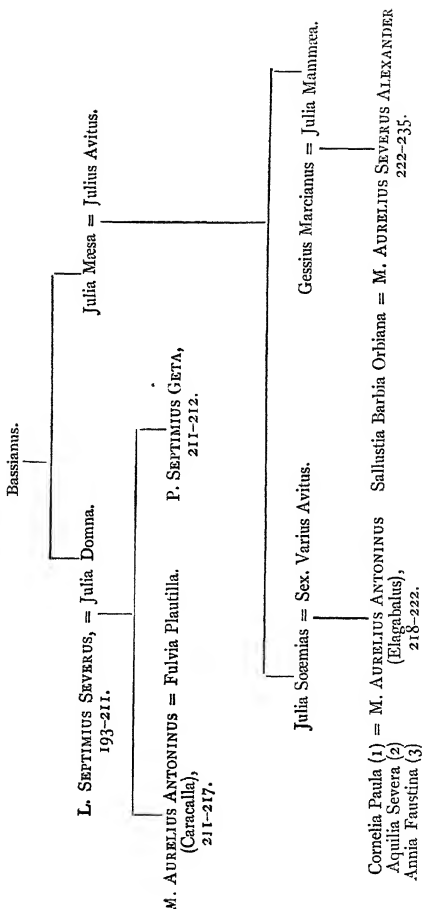 Bassianus.
L. SEPTIMIUS SEVERUS, = Julia Domna.
193–211.
Julia Mæsa = Julius Avitus.
M. AURELIUS ANTONINUS = Fulvia Plautilla.
(Caracalla),
211–217.
P. SEPTIMIUS GETA,
211–212.
Julia Soæmias = Sex. Varius Avitus.
Gessius Marcianus = Julia Mammæa.
Cornelia Paula (1) = M. AURELIUS ANTONINUS
Aquilia Severa (2) (Elagabalus),
Annia Faustina (3) 218–222.
Sallustia Barbia Orbiana = M. AURELIUS SEVERUS ALEXANDER
222–235.